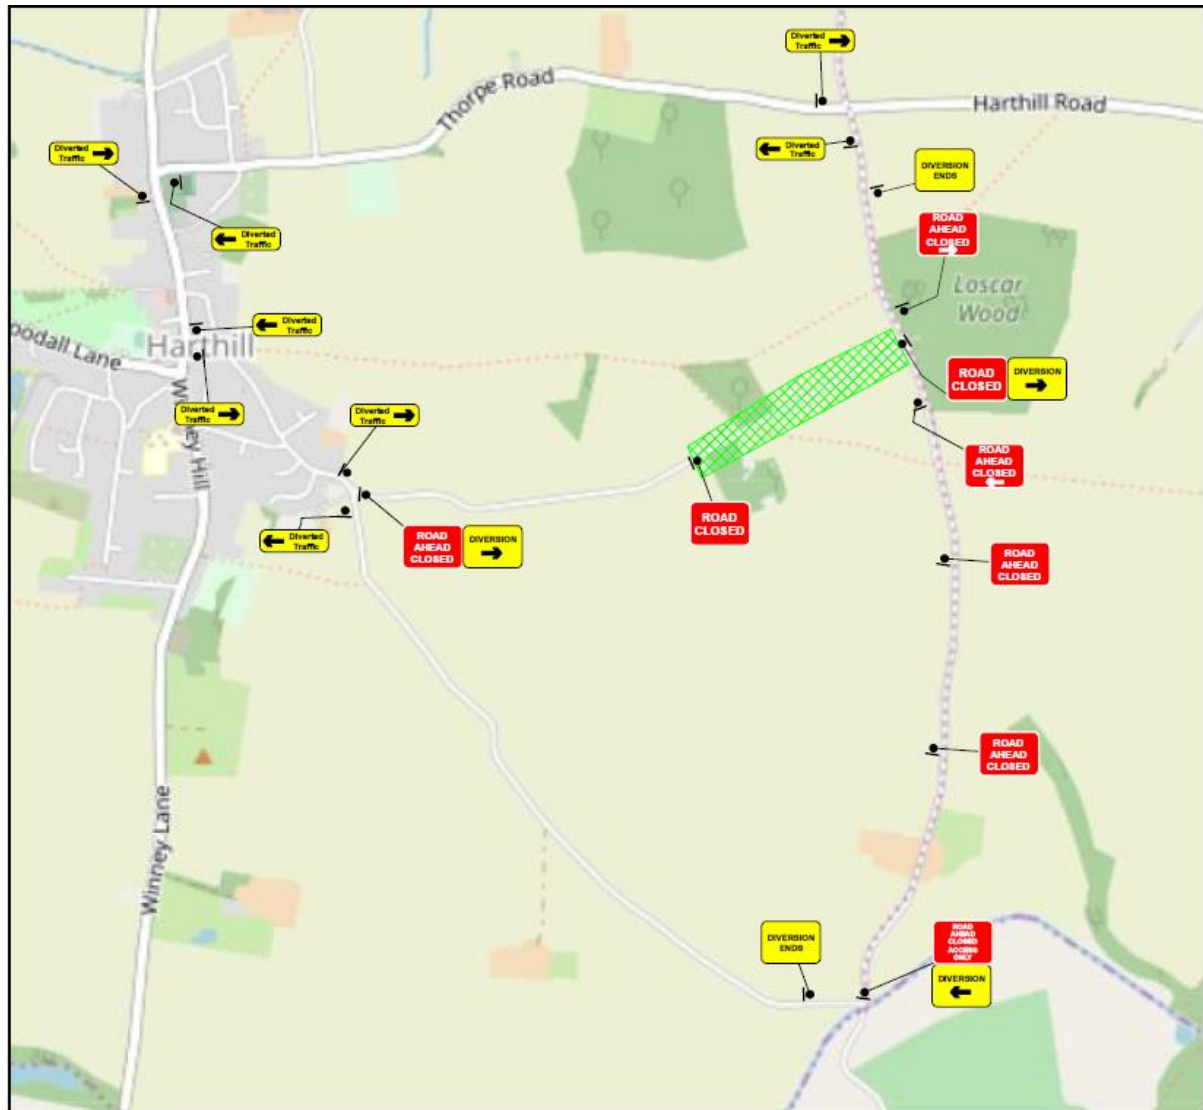 Diverted
Traffic
Thorpe Road
Harthill Road
Diverted
Traffic
Diverted
Traffic
DIVERSION
ENDS
Diverted
Traffic
ROAD
AHEAD
CLOSED
Loscar
Wood
Diverted
Traffic
oodall Lane
Harthill
ROAD
CLOSED
DIVERSION
Diverted
Traffic
Diverted
Traffic
W
ey Hill
ROAD
AHEAD
CLOSED
ROAD
CLOSED
Diverted
Traffic
ROAD
AHEAD
CLOSED
DIVERSION
ROAD
AHEAD
CLOSED
ROAD
AHEAD
CLOSED
Winney Lane
DIVERSION
ENDS
ROAD
AHEAD
CLOSED
ACCESS
ONLY
DIVERSION